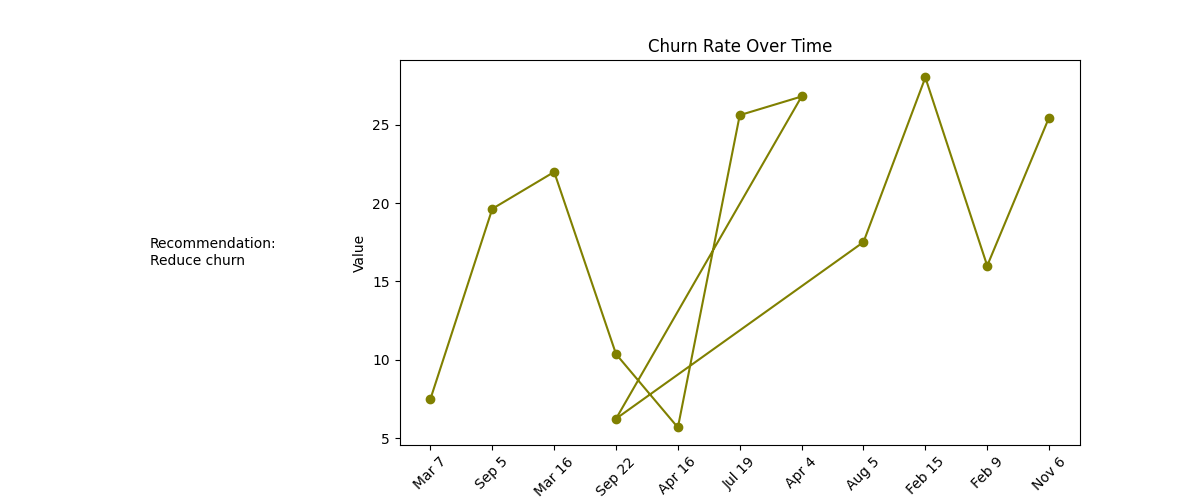 Churn Rate Over Time
Recommendation:
Reduce churn
Value
25
20
15
10
5
Mar 7
Sep 5
Mar 16
Sep 22
Apr 16
Jul 19
Apr 4
Aug 5
Feb 15
Feb 9
Nov 6